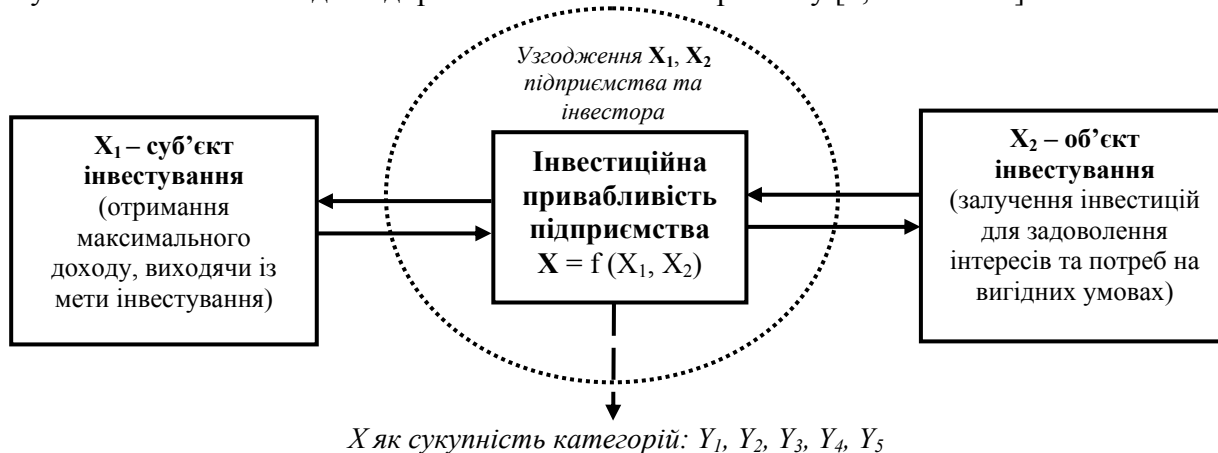 Узгодження X₁, X₂
підприємства та
інвестора
X₁ – суб’єкт
інвестування
(отримання
максимального
доходу, виходячи із
мети інвестування)
Інвестиційна
привабливість
підприємства
X = f (X₁, X₂)
X₂ – об’єкт
інвестування
(залучення інвестицій
для задоволення
інтересів та потреб на
вигідних умовах)
X як сукупність категорій: Y₁, Y₂, Y₃, Y₄, Y₅